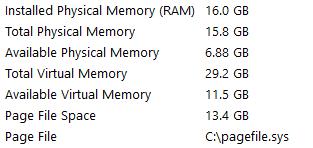 Installed Physical Memory (RAM) 16.0 GB
Total Physical Memory 15.8 GB
Available Physical Memory 6.88 GB
Total Virtual Memory 29.2 GB
Available Virtual Memory 11.5 GB
Page File Space 13.4 GB
Page File C:\pagefile.sys